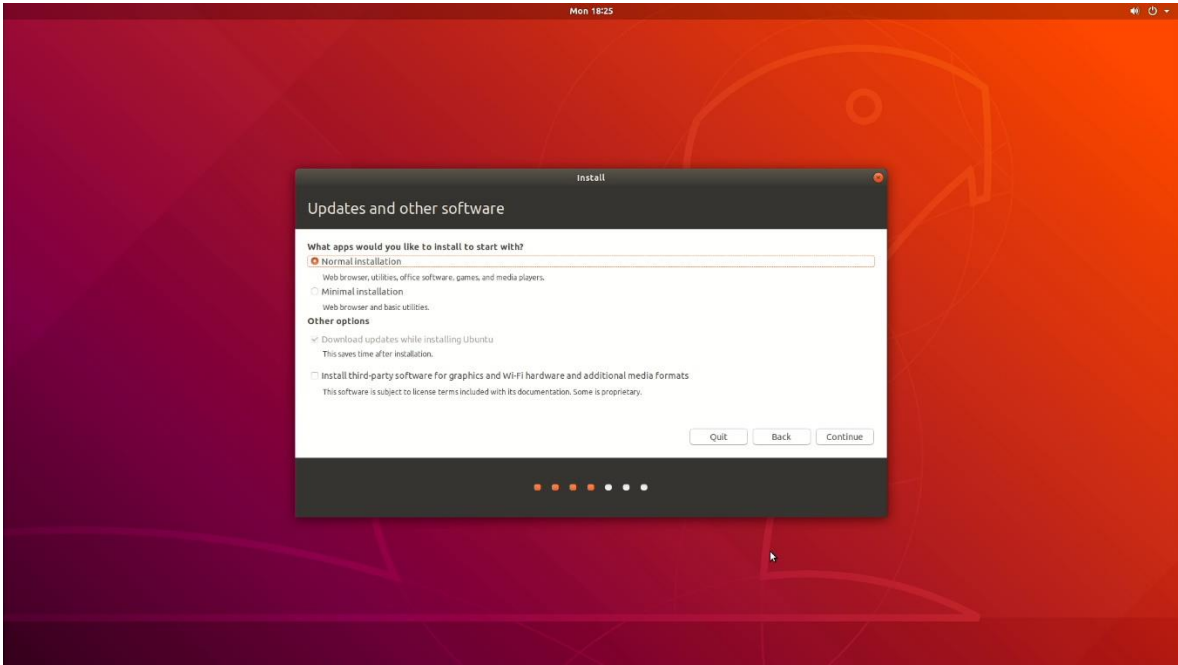 Mon 18:25
Install
Updates and other software
What apps would you like to install to start with?
Normal installation
Web browser, utilities, office software, games, and media players.
Minimal installation
Web browser and basic utilities.
Other options
Download updates while installing Ubuntu
This saves time after installation.
Install third-party software for graphics and Wi-Fi hardware and additional media formats
This software is subject to license terms included with its documentation. Some is proprietary.
Quit Back Continue